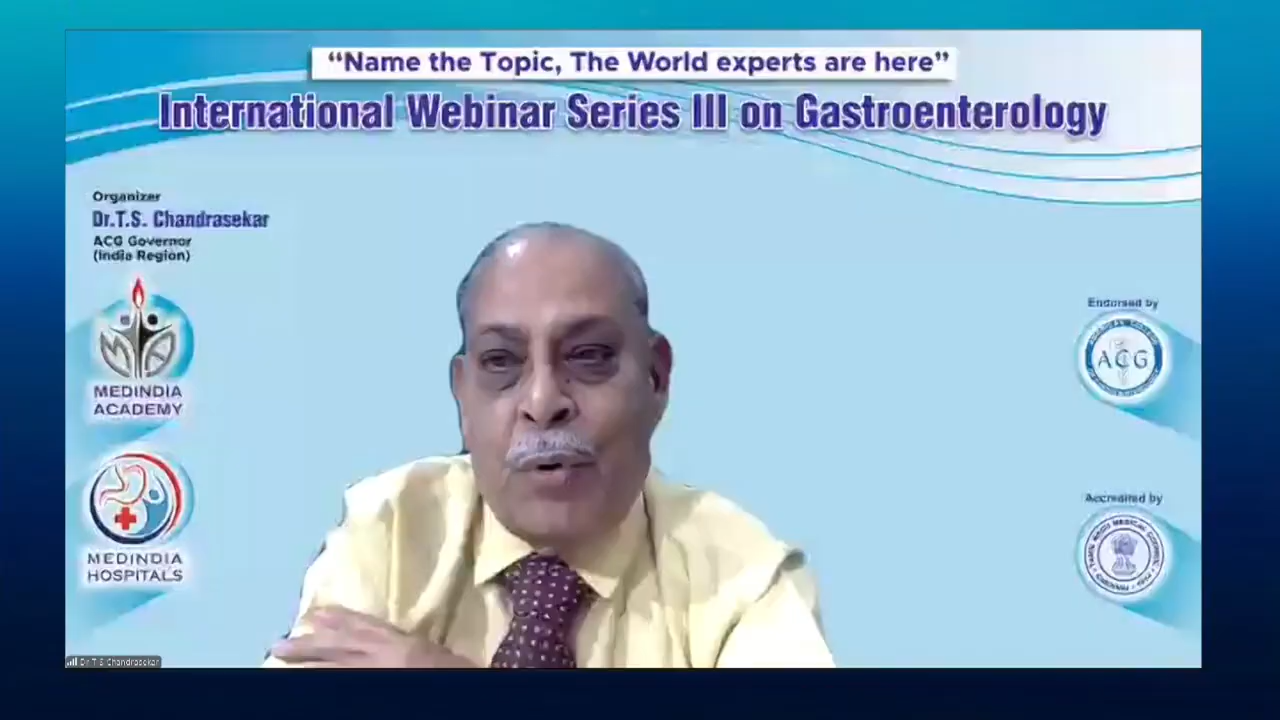 “Name the Topic, The World experts are here”
International Webinar Series III on Gastroenterology
Organizer
Dr.T.S. Chandrasekar
ACG Governor
(India Region)
MEDINDIA
ACADEMY
MEDINDIA
HOSPITALS
Endorsed by
ACG
Accredited by
Dr T S Chandrasekar